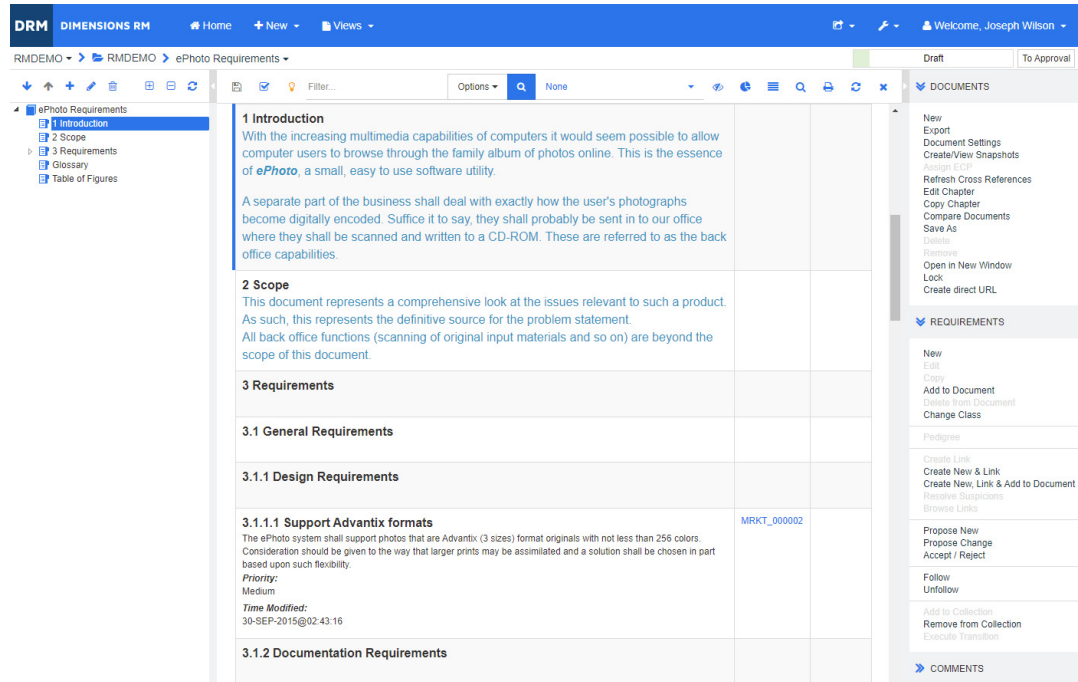 DRM DIMENSIONS RM Home New Views Welcome, Joseph Wilson
RMDEMO RMDEMO ePhoto Requirements Draft To Approval
Filter... Options None
ePhoto Requirements
1 Introduction
2 Scope
3 Requirements
Glossary
Table of Figures
1 Introduction
With the increasing multimedia capabilities of computers it would seem possible to allow
computer users to browse through the family album of photos online. This is the essence
of ePhoto, a small, easy to use software utility.
A separate part of the business shall deal with exactly how the user's photographs
become digitally encoded. Suffice it to say, they shall probably be sent in to our office
where they shall be scanned and written to a CD-ROM. These are referred to as the back
office capabilities.
2 Scope
This document represents a comprehensive look at the issues relevant to such a product.
As such, this represents the definitive source for the problem statement.
All back office functions (scanning of original input materials and so on) are beyond the
scope of this document.
3 Requirements
3.1 General Requirements
3.1.1 Design Requirements
3.1.1.1 Support Advantix formats MRKT_000002
The ePhoto system shall support photos that are Advantix (3 sizes) format originals with not less than 256 colors.
Consideration should be given to the way that larger prints may be assimilated and a solution shall be chosen in part
based upon such flexibility.
Priority:
Medium
Time Modified:
30-SEP-2015@02:43:16
3.1.2 Documentation Requirements
DOCUMENTS
New
Export
Document Settings
Create/View Snapshots
Assign ECP
Refresh Cross References
Edit Chapter
Copy Chapter
Compare Documents
Save As
Delete
Remove
Open in New Window
Lock
Create direct URL
REQUIREMENTS
New
Edit
Copy
Add to Document
Delete from Document
Change Class
Pedigree
Create Link
Create New & Link
Create New, Link & Add to Document
Resolve Suspicions
Browse Links
Propose New
Propose Change
Accept / Reject
Follow
Unfollow
Add to Collection
Remove from Collection
Execute Transition
COMMENTS